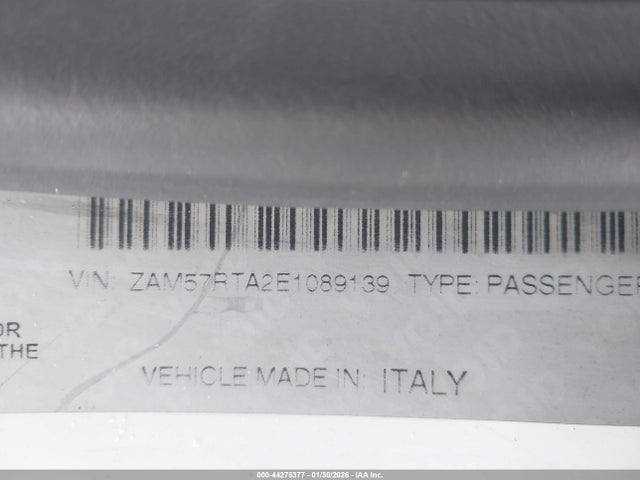 VIN: ZAM57RTA2E1089139 TYPE: PASSENGER
OR
THE
VEHICLE MADE IN: ITALY
000-44275377 - 01/30/2026 - IAA Inc.